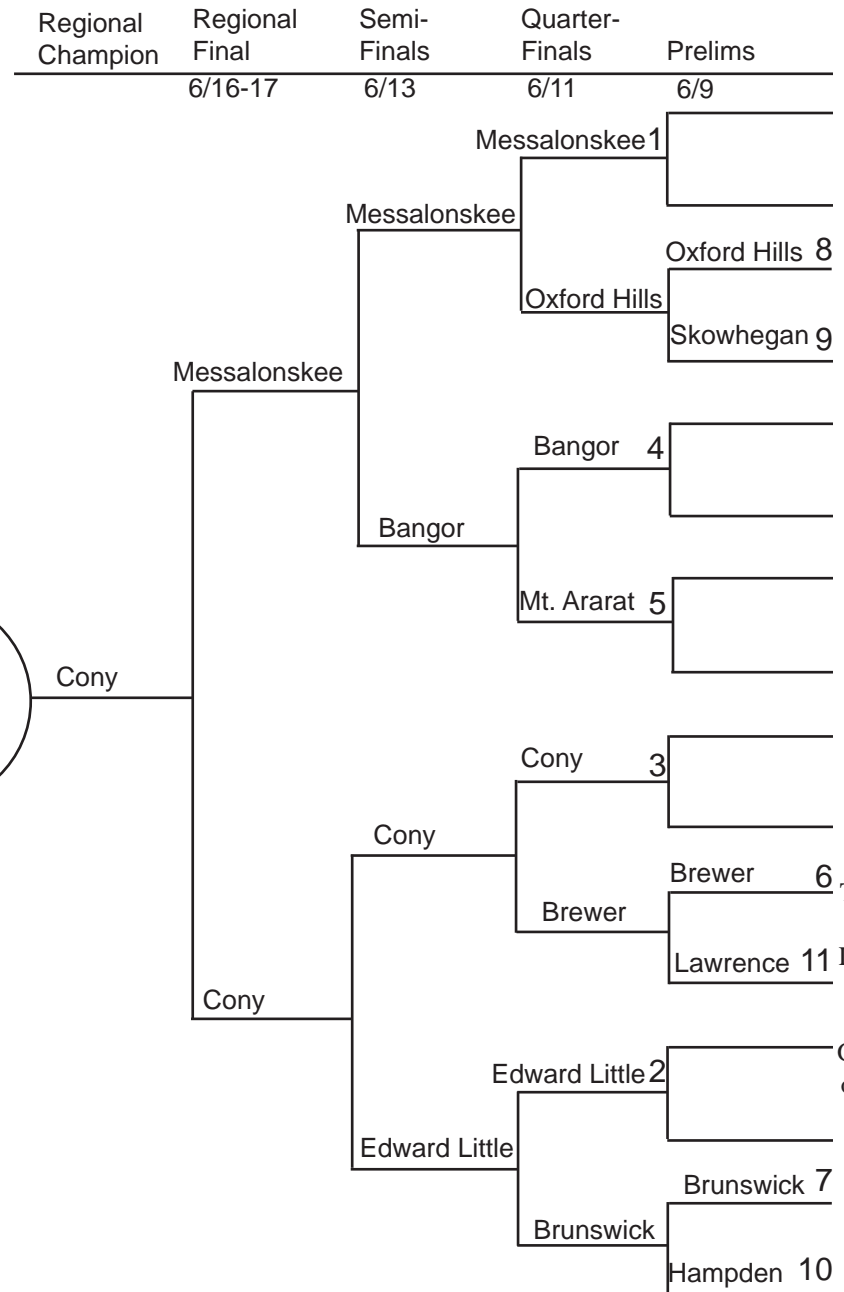 Regional Champion
Regional Final
Semi-Finals
Quarter-Finals
Prelims
6/16-17
6/13
6/11
6/9
Messalonskee 1
Messalonskee
Oxford Hills 8
Oxford Hills
Skowhegan 9
Messalonskee
Bangor 4
Bangor
Mt. Ararat 5
Cony
Cony 3
Cony
Brewer 6
Brewer
Lawrence 11
Cony
Edward Little 2
Edward Little
Brunswick 7
Brunswick
Hampden 10